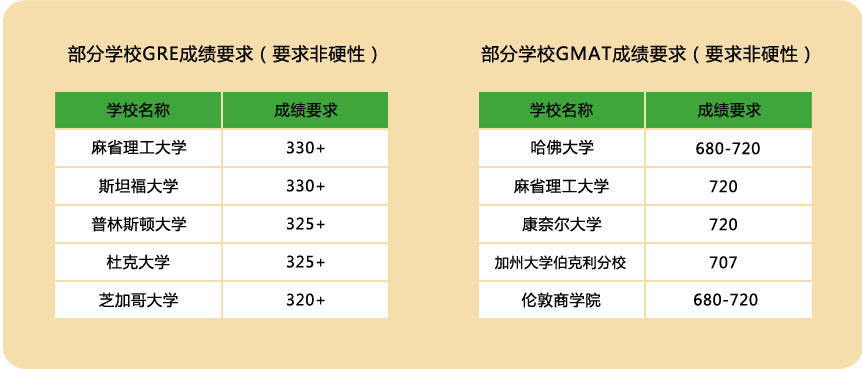 部分学校GRE成绩要求（要求非硬性）
学校名称 成绩要求
麻省理工大学 330+
斯坦福大学 330+
普林斯顿大学 325+
杜克大学 325+
芝加哥大学 320+
部分学校GMAT成绩要求（要求非硬性）
学校名称 成绩要求
哈佛大学 680-720
麻省理工大学 720
康奈尔大学 720
加州大学伯克利分校 707
伦敦商学院 680-720